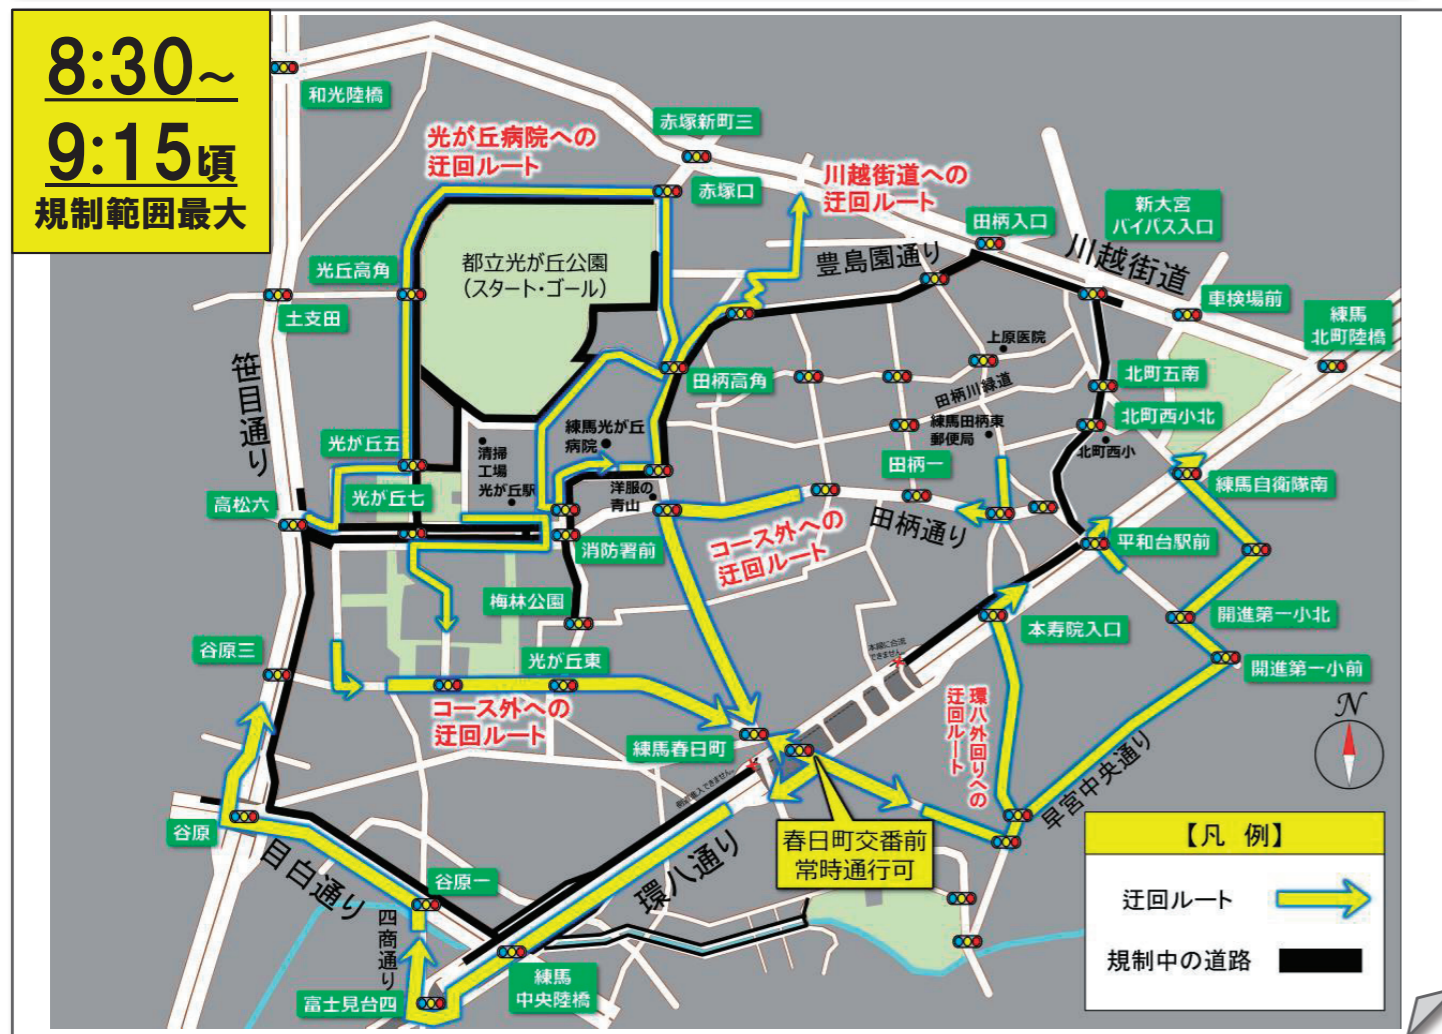 8:30～
9:15頃
規制範囲最大
和光陸橋
光が丘病院への
迂回ルート
赤塚新町三
赤塚口
川越街道への
迂回ルート
田柄入口
新大宮
バイパス入口
川越街道
豊島園通り
車検場前
練馬
北町陸橋
光丘高角
土支田
都立光が丘公園
（スタート・ゴール）
笹目通り
上原医院
田柄川緑道
北町五南
北町西小北
北町西小
田柄高角
練馬光が丘
病院
練馬田柄東
郵便局
田柄一
練馬自衛隊南
光が丘五
清掃
工場
光が丘駅
洋服の
青山
高松六
光が丘七
消防署前
コース外への
迂回ルート
田柄通り
平和台駅前
梅林公園
本寿院入口
開進第一小北
開進第一小前
谷原三
光が丘東
本線に合流
できません。
コース外への
迂回ルート
練馬春日町
環八外回りへの
迂回ルート
早宮中央通り
N
谷原
目白通り
谷原一
四商通り
環八通り
春日町交番前
常時通行可
富士見台四
練馬
中央陸橋
【凡 例】
迂回ルート
規制中の道路